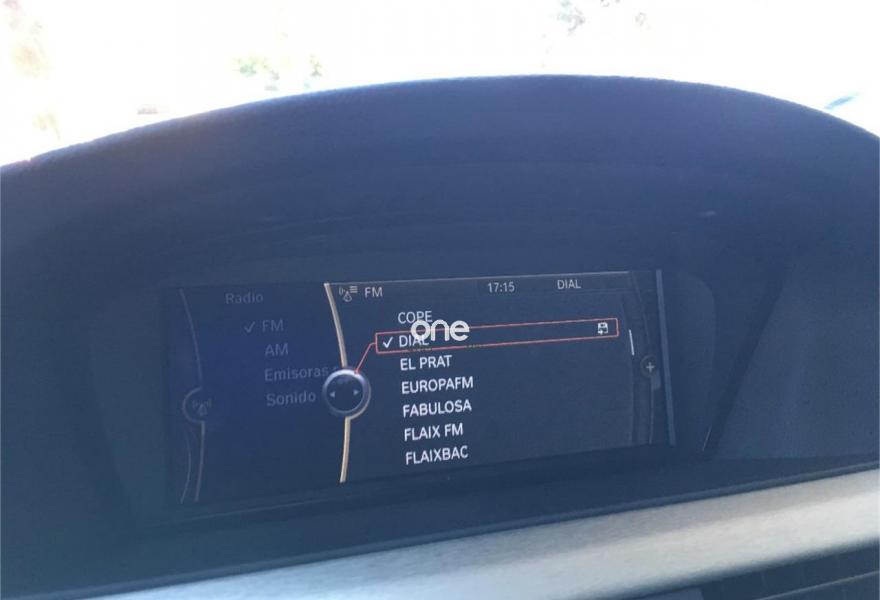 Radio
FM
AM
Emisoras
Sonido
FM 17:15 DIAL
COPE
DIAL
one
EL PRAT
EUROPAFM
FABULOSA
FLAIX FM
FLAIXBAC